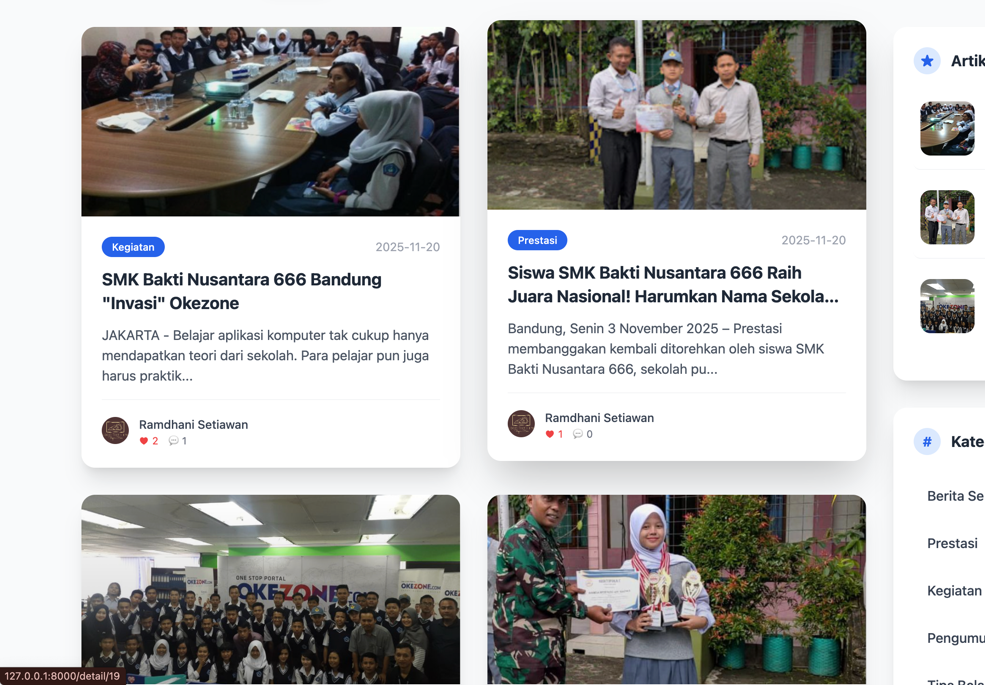 Kegiatan
2025-11-20
SMK Bakti Nusantara 666 Bandung
"Invasi" Okezone
JAKARTA - Belajar aplikasi komputer tak cukup hanya
mendapatkan teori dari sekolah. Para pelajar pun juga
harus praktik...
Ramdhani Setiawan
2
1
Prestasi
2025-11-20
Siswa SMK Bakti Nusantara 666 Raih
Juara Nasional! Harumkan Nama Sekola...
Bandung, Senin 3 November 2025 – Prestasi
membanggakan kembali ditorehkan oleh siswa SMK
Bakti Nusantara 666, sekolah pu...
Ramdhani Setiawan
1
0
ONE STOP PORTAL
OKEZONE.COM
OKEZONE.COM
Artik
#
Kate
Berita Se
Prestasi
Kegiatan
Pengumu
127.0.0.1:8000/detail/19